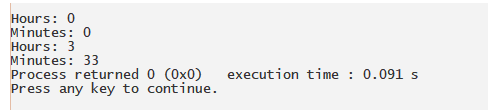 Hours: 0
Minutes: 0
Hours: 3
Minutes: 33
Process returned 0 (0x0)   execution time : 0.091 s
Press any key to continue.